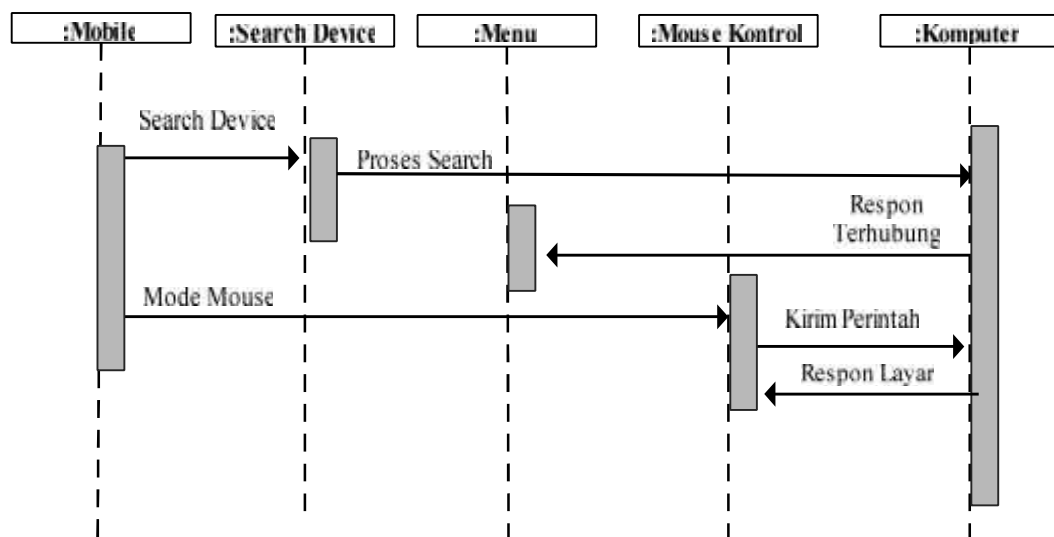 :Mobile
:Search Device
:Menu
:Mouse Kontrol
:Komputer
Search Device
Proses Search
Respon
Terhubung
Mode Mouse
Kirim Perintah
Respon Layar